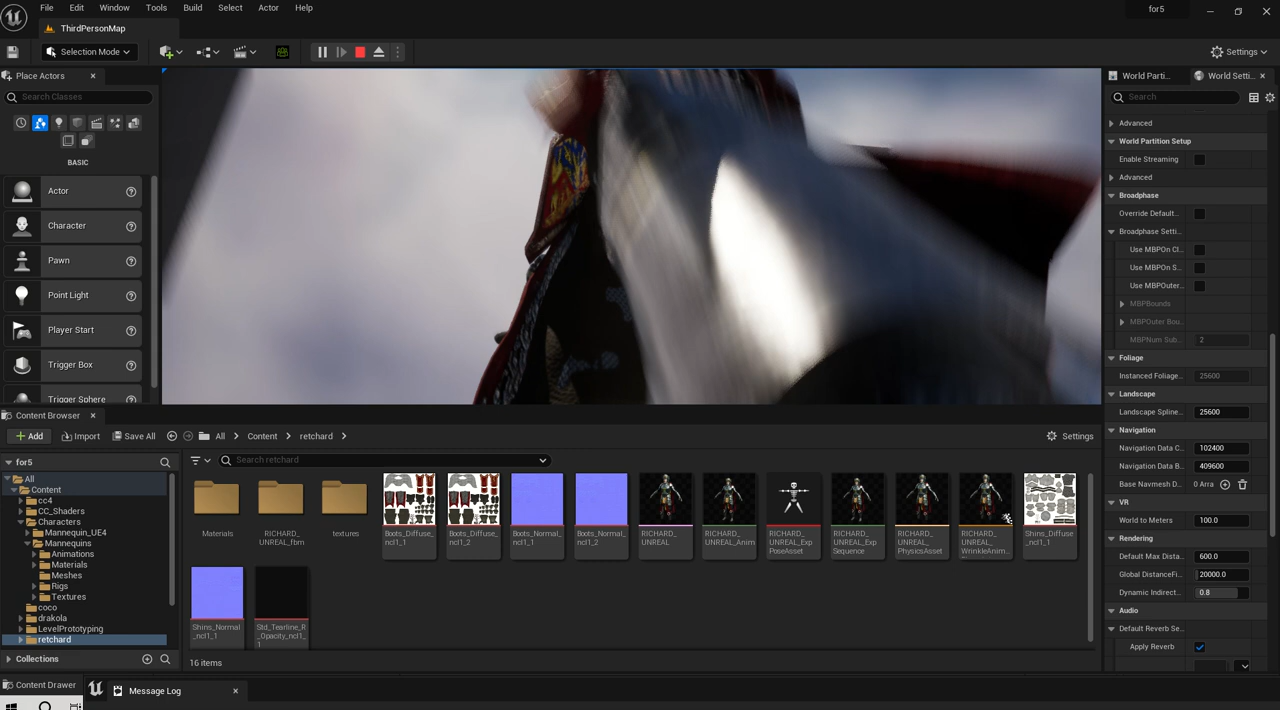 File Edit Window Tools Build Select Actor Help
for5
ThirdPersonMap
Selection Mode
Settings
Place Actors
World Parti...
World Setti...
Search Classes
Search
BASIC
Actor
Character
Pawn
Point Light
Player Start
Trigger Box
Trigger Sphere
Advanced
World Partition Setup
Enable Streaming
Advanced
Broadphase
Override Default...
Broadphase Setti...
Use MBPOn Cl...
Use MBPOn S...
Use MBPOuter...
MBPBounds
MBPOuter Bou...
MBPNum Sub... 2
Foliage
Instanced Foliage... 25600
Landscape
Landscape Spline... 25600
Navigation
Navigation Data C... 102400
Navigation Data B... 409600
Base Navmesh D... 0 Arra
VR
World to Meters 100.0
Rendering
Default Max Dista... 600.0
Global DistanceFi... 20000.0
Dynamic Indirect... 0.8
Audio
Default Reverb Se...
Apply Reverb
Content Browser
Add Import Save All All Content retchard Settings
for5
All
Content
cc4
CC_Shaders
Characters
Mannequin_UE4
Mannequins
Animations
Materials
Meshes
Rigs
Textures
coco
drakola
LevelPrototyping
retchard
Collections
Search retchard
Materials
RICHARD_
UNREAL_fbm
textures
Boots_Diffuse_
ncl1_1
Boots_Diffuse_
ncl1_2
Boots_Normal_
ncl1_1
Boots_Normal_
ncl1_2
RICHARD_
UNREAL
RICHARD_
UNREAL_Anim
RICHARD_
UNREAL_Exp
PoseAsset
RICHARD_
UNREAL_Exp
Sequence
RICHARD_
UNREAL_
PhysicsAsset
RICHARD_
UNREAL_
WrinkleAnim...
Shins_Diffuse_
ncl1_1
Shins_Normal
_ncl1_1
Std_Tearline_R
_Opacity_ncl1_
1
16 items
Content Drawer
Message Log